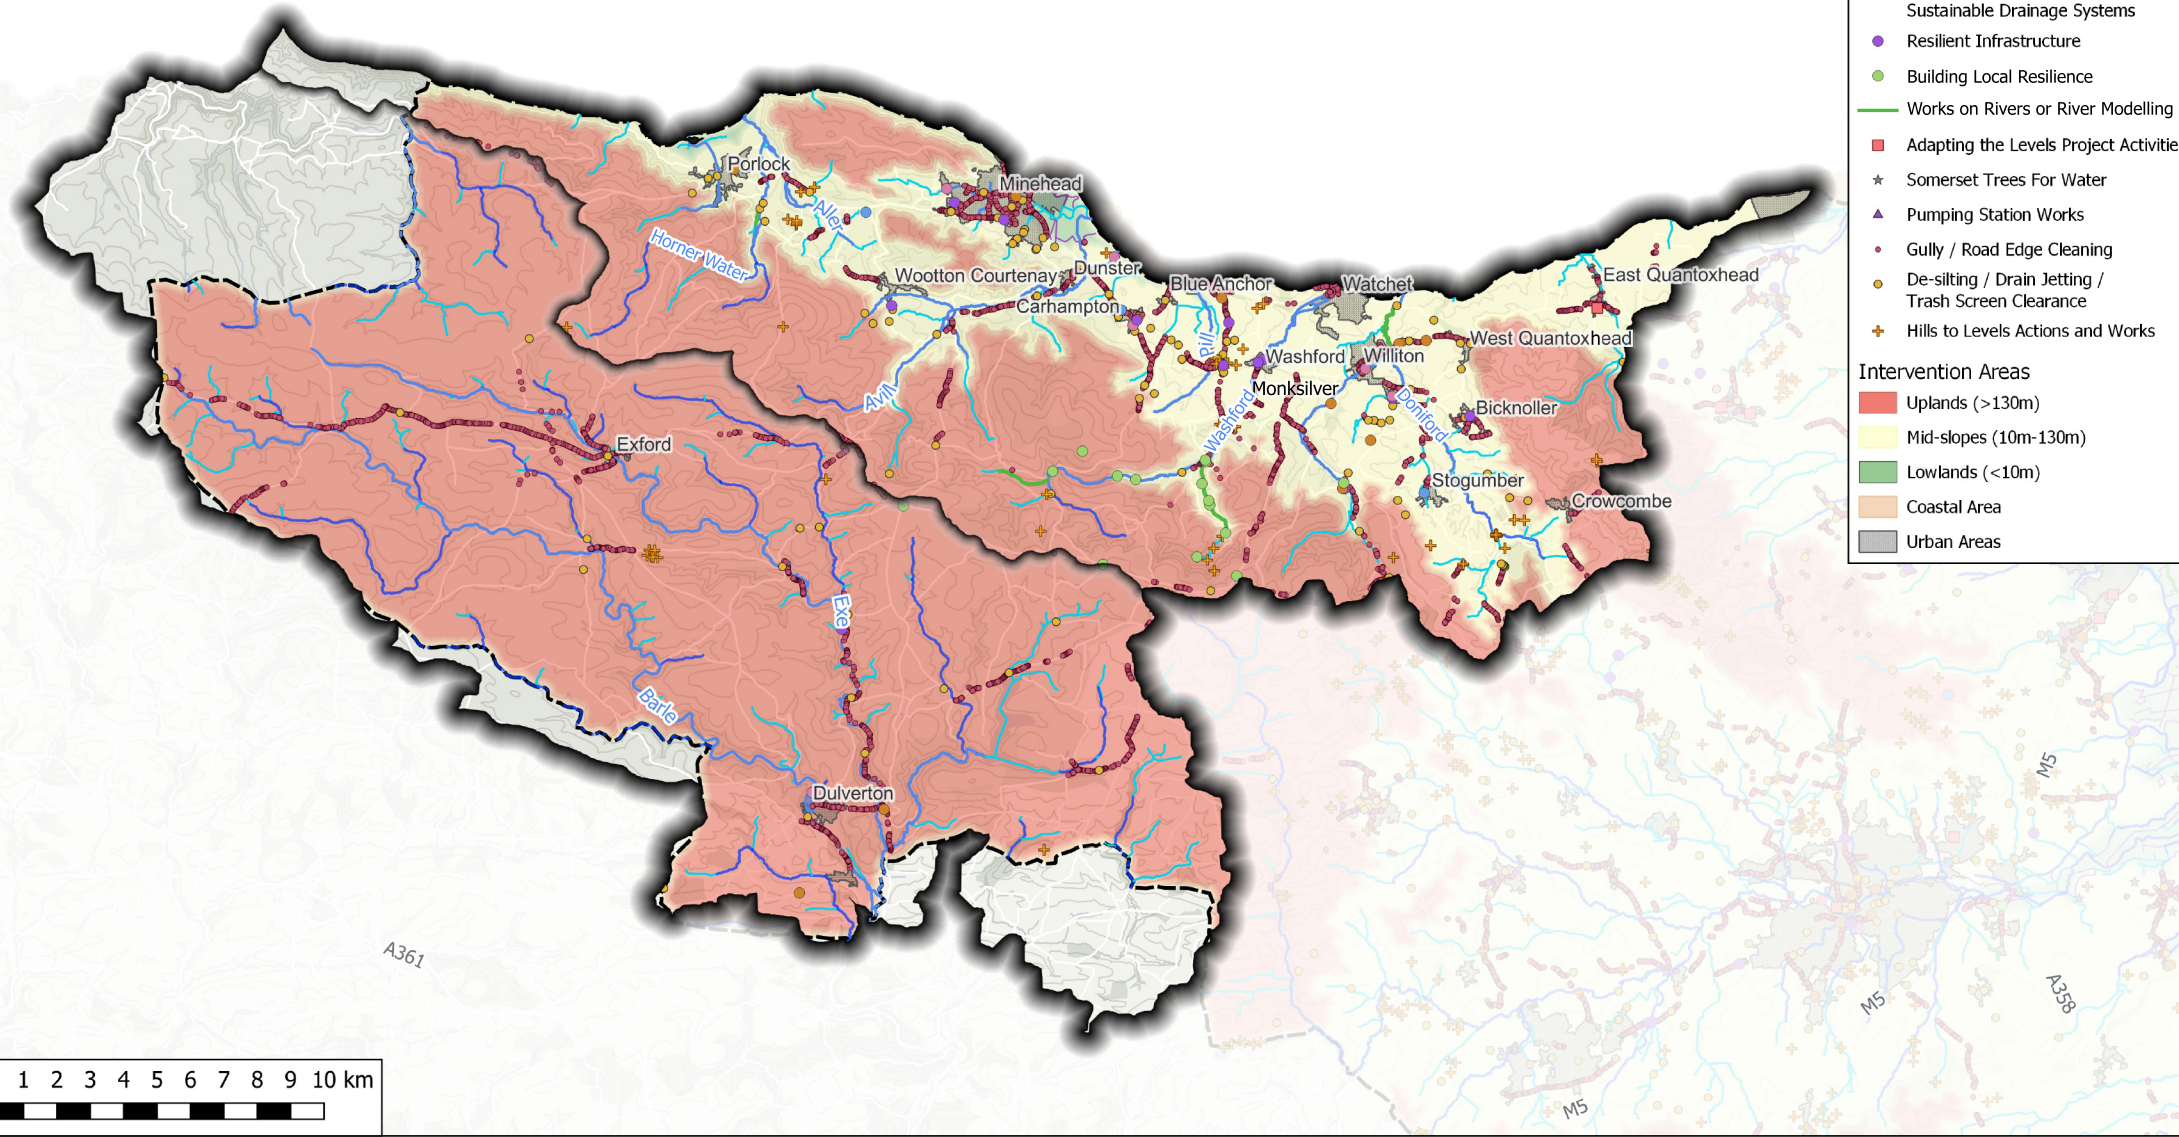 Sustainable Drainage Systems
Resilient Infrastructure
Building Local Resilience
Works on Rivers or River Modelling
Adapting the Levels Project Activitie
Somerset Trees For Water
Pumping Station Works
Gully / Road Edge Cleaning
De-silting / Drain Jetting /
Trash Screen Clearance
Hills to Levels Actions and Works
Intervention Areas
Uplands (>130m)
Mid-slopes (10m-130m)
Lowlands (<10m)
Coastal Area
Urban Areas
Porlock
Minehead
Aller
Horner Water
Wootton Courtenay
Dunster
Carhampton
Blue Anchor
Watchet
East Quantoxhead
West Quantoxhead
Pill
Washford
Williton
Monksilver
Avill
Washford
Doniford
Bicknoller
Exford
Stogumber
Crowcombe
Exe
Barle
Dulverton
A361
M5
M5
A358
M5
1 2 3 4 5 6 7 8 9 10 km